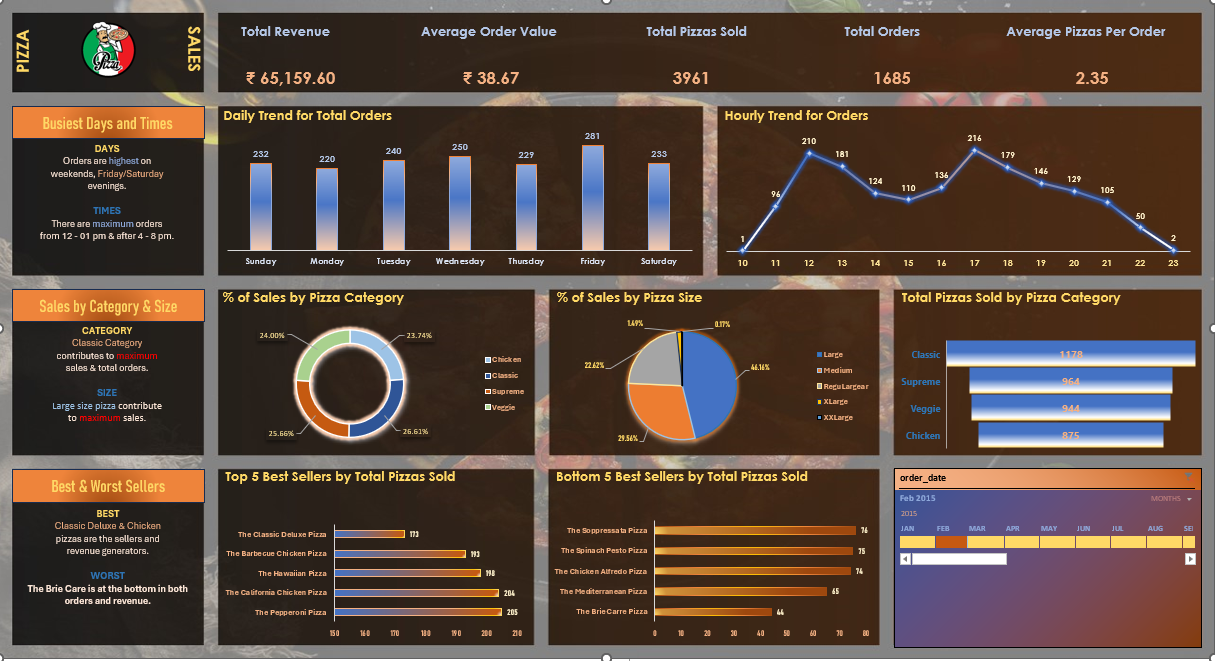 PIZZA
Pizza
SALES
Total Revenue
₹ 65,159.60
Average Order Value
₹ 38.67
Total Pizzas Sold
3961
Total Orders
1685
Average Pizzas Per Order
2.35
Busiest Days and Times
DAYS
Orders are highest on
weekends, Friday/Saturday
evenings.
TIMES
There are maximum orders
from 12 - 01 pm & after 4 - 8 pm.
Daily Trend for Total Orders
232
220
240
250
229
281
233
Sunday
Monday
Tuesday
Wednesday
Thursday
Friday
Saturday
Hourly Trend for Orders
1
96
210
181
124
110
136
216
179
146
129
105
50
2
10
11
12
13
14
15
16
17
18
19
20
21
22
23
Sales by Category & Size
CATEGORY
Classic Category
contributes to maximum
sales & total orders.
SIZE
Large size pizza contribute
to maximum sales.
% of Sales by Pizza Category
24.00%
23.74%
25.66%
26.61%
Chicken
Classic
Supreme
Veggie
% of Sales by Pizza Size
1.49%
0.17%
22.62%
46.16%
29.56%
Large
Medium
ReguLargear
XLarge
XXLarge
Total Pizzas Sold by Pizza Category
Classic
1178
Supreme
964
Veggie
944
Chicken
875
Best & Worst Sellers
BEST
Classic Deluxe & Chicken
pizzas are the sellers and
revenue generators.
WORST
The Brie Care is at the bottom in both
orders and revenue.
Top 5 Best Sellers by Total Pizzas Sold
The Classic Deluxe Pizza
173
The Barbecue Chicken Pizza
193
The Hawaiian Pizza
198
The California Chicken Pizza
204
The Pepperoni Pizza
205
150
160
170
180
190
200
210
Bottom 5 Best Sellers by Total Pizzas Sold
The Soppressata Pizza
76
The Spinach Pesto Pizza
75
The Chicken Alfredo Pizza
74
The Mediterranean Pizza
65
The Brie Carre Pizza
44
0
10
20
30
40
50
60
70
80
order_date
Feb 2015
MONTHS
2015
JAN
FEB
MAR
APR
MAY
JUN
JUL
AUG
SE